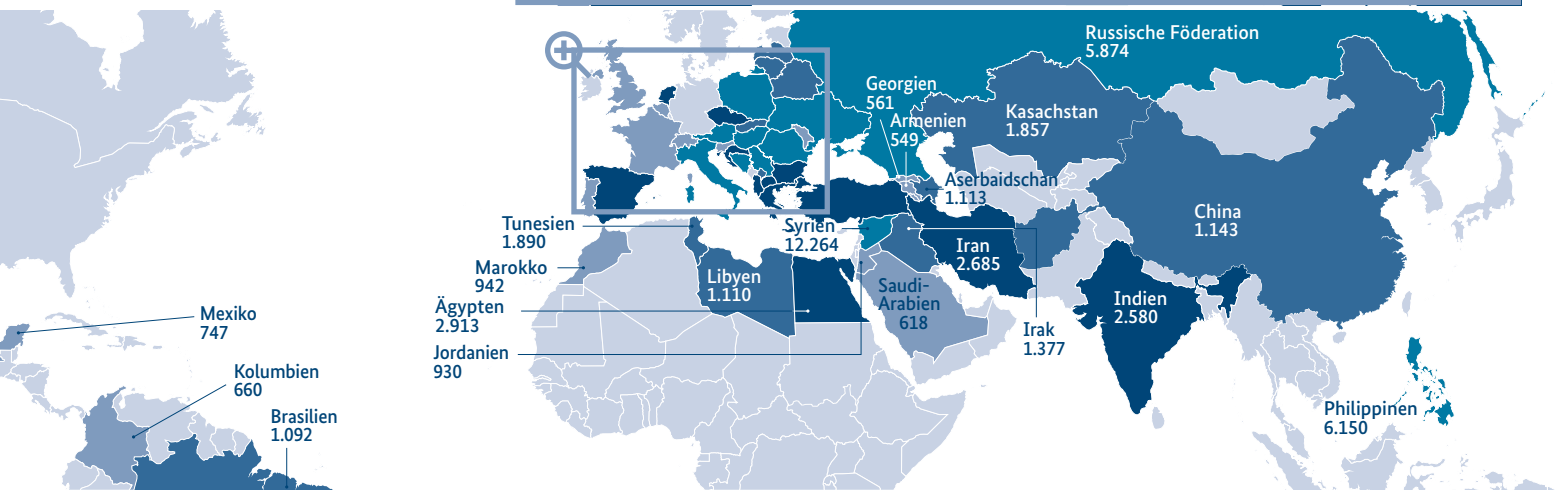 Russische Föderation
5.874
Georgien
561
Armenien
549
Kasachstan
1.857
Aserbaidschan
1.113
China
1.143
Tunesien
1.890
Syrien
12.264
Iran
2.685
Marokko
942
Libyen
1.110
Saudi-
Arabien
618
Indien
2.580
Ägypten
2.913
Mexiko
747
Irak
1.377
Jordanien
930
Kolumbien
660
Brasilien
1.092
Philippinen
6.150